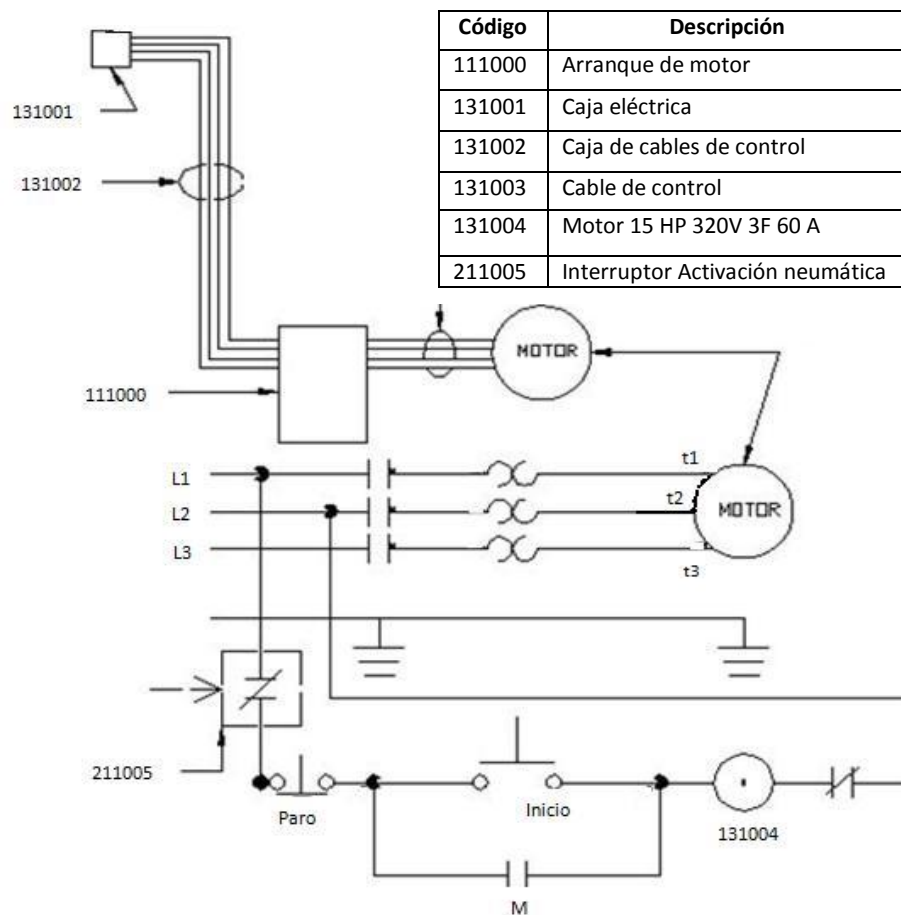 Código Descripción
111000 Arranque de motor
131001 Caja eléctrica
131002 Caja de cables de control
131003 Cable de control
131004 Motor 15 HP 320V 3F 60 A
211005 Interruptor Activación neumática
131001
131002
MOTOR
111000
L1
t1
L2
t2
MOTOR
L3
t3
211005
Paro
Inicio
131004
M